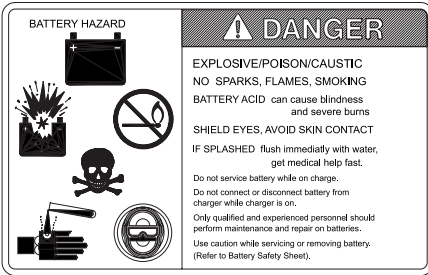 BATTERY HAZARD
DANGER
EXPLOSIVE/POISON/CAUSTIC
NO SPARKS, FLAMES, SMOKING
BATTERY ACID can cause blindness
and severe burns
SHIELD EYES, AVOID SKIN CONTACT
IF SPLASHED flush immediatly with water,
get medical help fast.
Do not service battery while on charge.
Do not connect or disconnect battery from
charger while charger is on.
Only qualified and experienced personnel should
perform maintenance and repair on batteries.
Use caution while servicing or removing battery.
(Refer to Battery Safety Sheet).